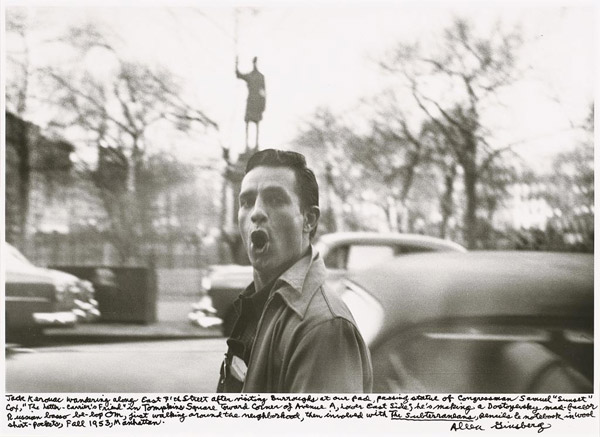 Jack Kerouac wandering along East 7'th Street after visiting Burroughs at our pad, passing statue of Congressman Samuel "Sunset"
Cox, "The letter-carrier's Friend" in Tompkins Square toward corner of Avenue A, Lower East Side; he's making a Dostoyevsky mad-face or
Russian basso be-bop Om, first walking around the neighborhood, then involved with The Subterraneans, pencils & notebook in wool
shirt-pockets, Fall 1953, Manhattan.
Allen Ginsberg